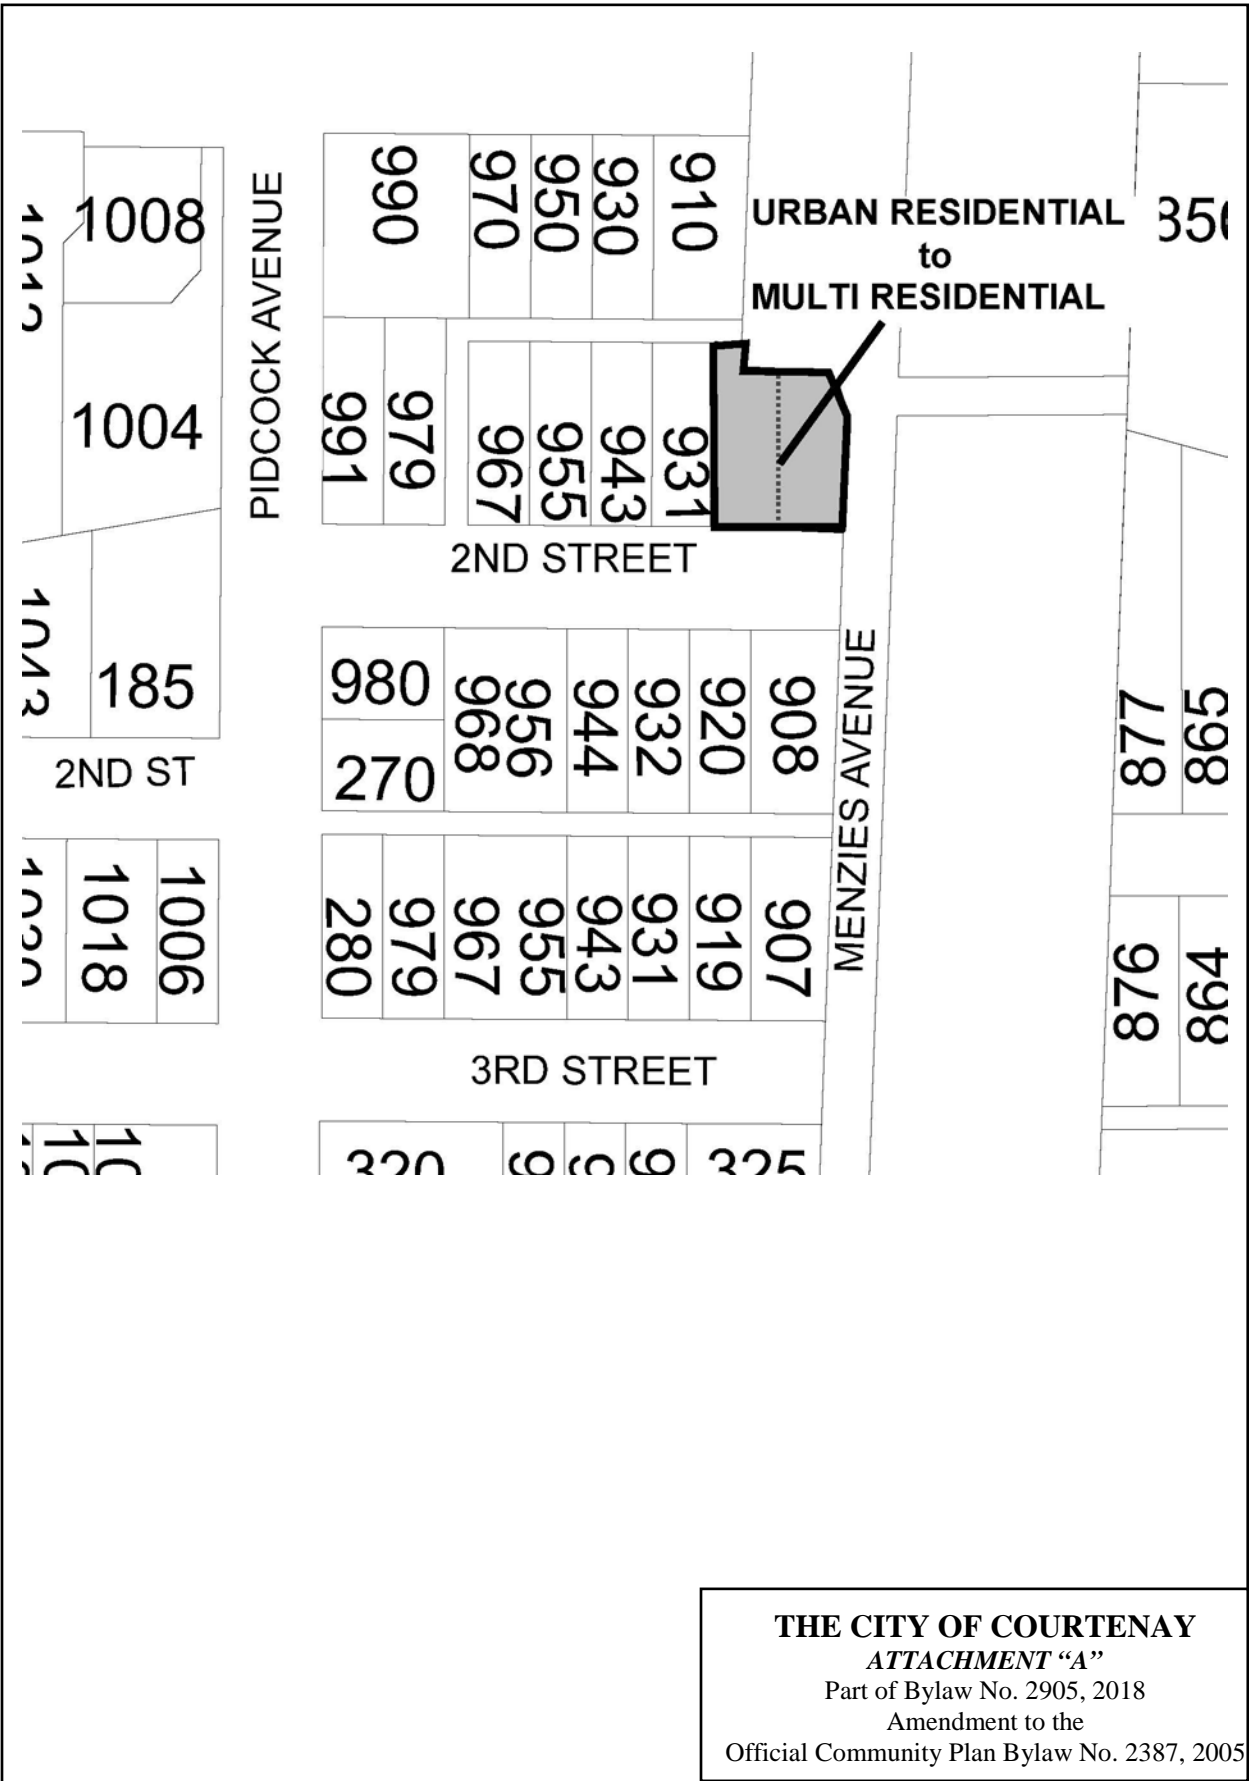 990
970
950
930
910
1008
PIDCOCK AVENUE
URBAN RESIDENTIAL
to
MULTI RESIDENTIAL
1004
991
979
967
955
943
931
2ND STREET
185
980
270
968
956
944
932
920
908
MENZIES AVENUE
877
865
2ND ST
1018
1006
280
979
967
955
943
931
919
907
876
864
3RD STREET
320
325
THE CITY OF COURTENAY
ATTACHMENT “A”
Part of Bylaw No. 2905, 2018
Amendment to the
Official Community Plan Bylaw No. 2387, 2005